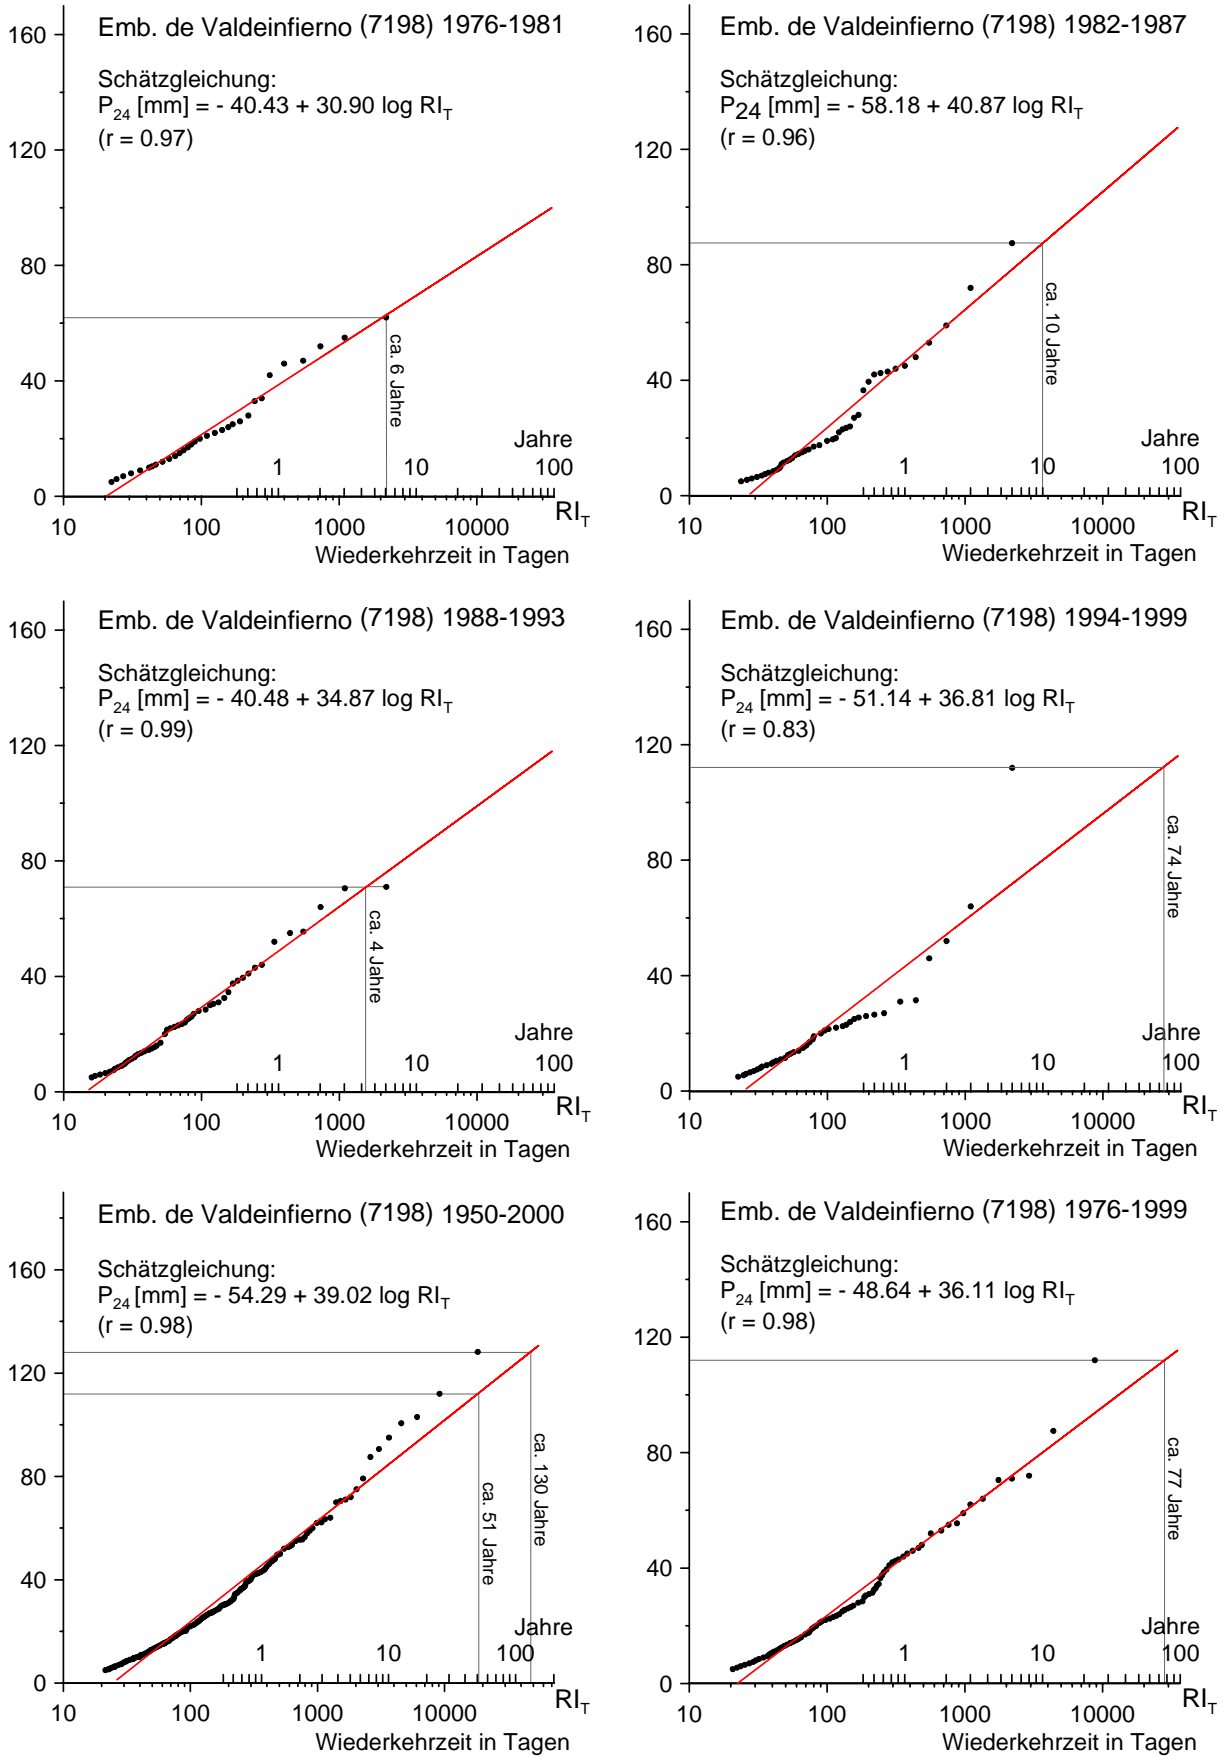 Emb. de Valdeinfierno (7198) 1976-1981
Schätzgleichung:
P24 [mm] = - 40.43 + 30.90 log RIT
(r = 0.97)
160
120
80
40
0
ca. 6 Jahre
Jahre
1 10 100
10 100 1000 10000 RIT
Wiederkehrzeit in Tagen
Emb. de Valdeinfierno (7198) 1982-1987
Schätzgleichung:
P24 [mm] = - 58.18 + 40.87 log RIT
(r = 0.96)
160
120
80
40
0
ca. 10 Jahre
Jahre
1 10 100
10 100 1000 10000 RIT
Wiederkehrzeit in Tagen
Emb. de Valdeinfierno (7198) 1988-1993
Schätzgleichung:
P24 [mm] = - 40.48 + 34.87 log RIT
(r = 0.99)
160
120
80
40
0
ca. 4 Jahre
Jahre
1 10 100
10 100 1000 10000 RIT
Wiederkehrzeit in Tagen
Emb. de Valdeinfierno (7198) 1994-1999
Schätzgleichung:
P24 [mm] = - 51.14 + 36.81 log RIT
(r = 0.83)
160
120
80
40
0
ca. 74 Jahre
Jahre
1 10 100
10 100 1000 10000 RIT
Wiederkehrzeit in Tagen
Emb. de Valdeinfierno (7198) 1950-2000
Schätzgleichung:
P24 [mm] = - 54.29 + 39.02 log RIT
(r = 0.98)
160
120
80
40
0
ca. 51 Jahre
ca. 130 Jahre
Jahre
1 10 100
10 100 1000 10000 RIT
Wiederkehrzeit in Tagen
Emb. de Valdeinfierno (7198) 1976-1999
Schätzgleichung:
P24 [mm] = - 48.64 + 36.11 log RIT
(r = 0.98)
160
120
80
40
0
ca. 77 Jahre
Jahre
1 10 100
10 100 1000 10000 RIT
Wiederkehrzeit in Tagen